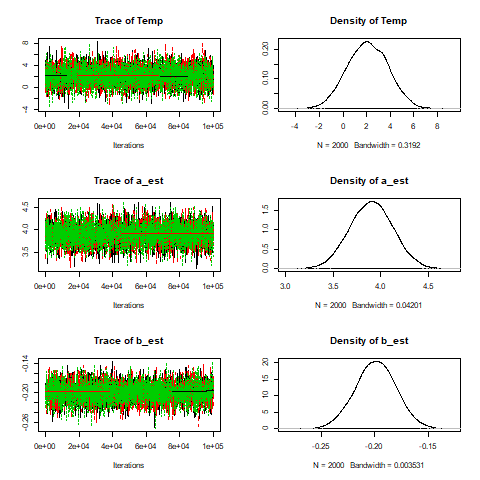 Trace of Temp
8
4
0
-4
0e+00 2e+04 4e+04 6e+04 8e+04 1e+05
Iterations
Density of Temp
0.20
0.10
0.00
-4 -2 0 2 4 6 8
N = 2000 Bandwidth = 0.3192
Trace of a_est
4.5
4.0
3.5
0e+00 2e+04 4e+04 6e+04 8e+04 1e+05
Iterations
Density of a_est
1.5
1.0
0.5
0.0
3.0 3.5 4.0 4.5
N = 2000 Bandwidth = 0.04201
Trace of b_est
-0.14
-0.20
-0.26
0e+00 2e+04 4e+04 6e+04 8e+04 1e+05
Iterations
Density of b_est
20
15
10
5
0
-0.25 -0.20 -0.15
N = 2000 Bandwidth = 0.003531